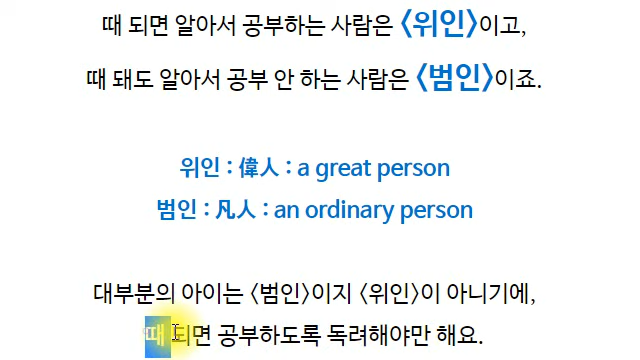 때 되면 알아서 공부하는 사람은 〈위인〉이고,
때 돼도 알아서 공부 안 하는 사람은 〈범인〉이죠.
위인 : 偉人 : a great person
범인 : 凡人 : an ordinary person
대부분의 아이는 〈범인〉이지 〈위인〉이 아니기에,
때 되면 공부하도록 독려해야만 해요.